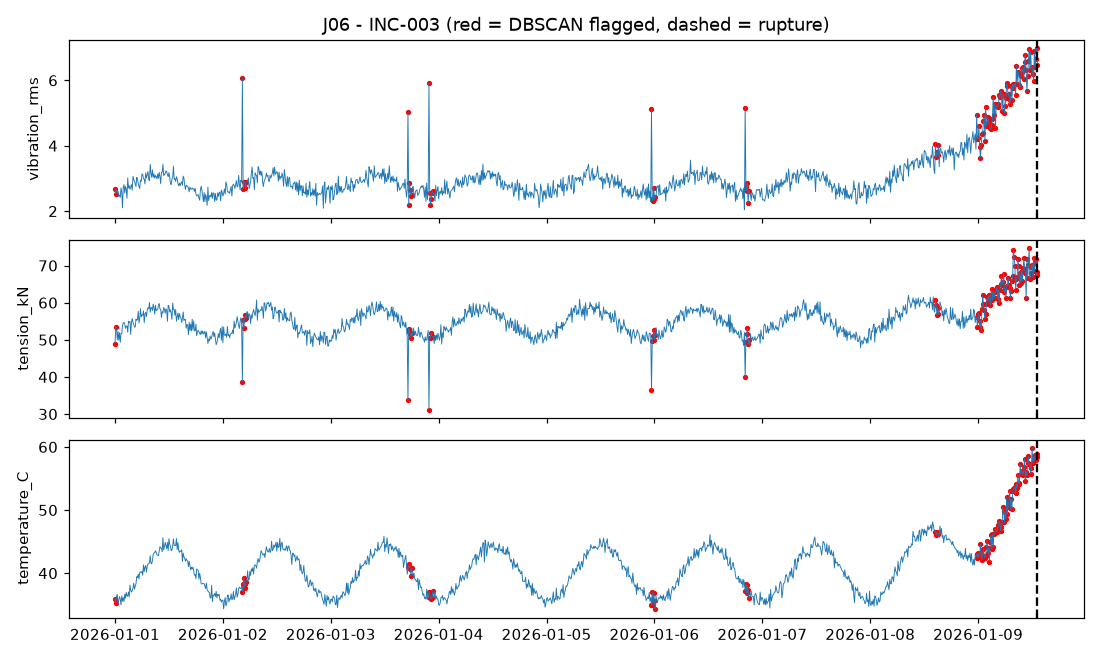 J06 - INC-003 (red = DBSCAN flagged, dashed = rupture)
vibration_rms
6
4
2
tension_kN
70
60
50
40
30
temperature_C
60
50
40
2026-01-01 2026-01-02 2026-01-03 2026-01-04 2026-01-05 2026-01-06 2026-01-07 2026-01-08 2026-01-09